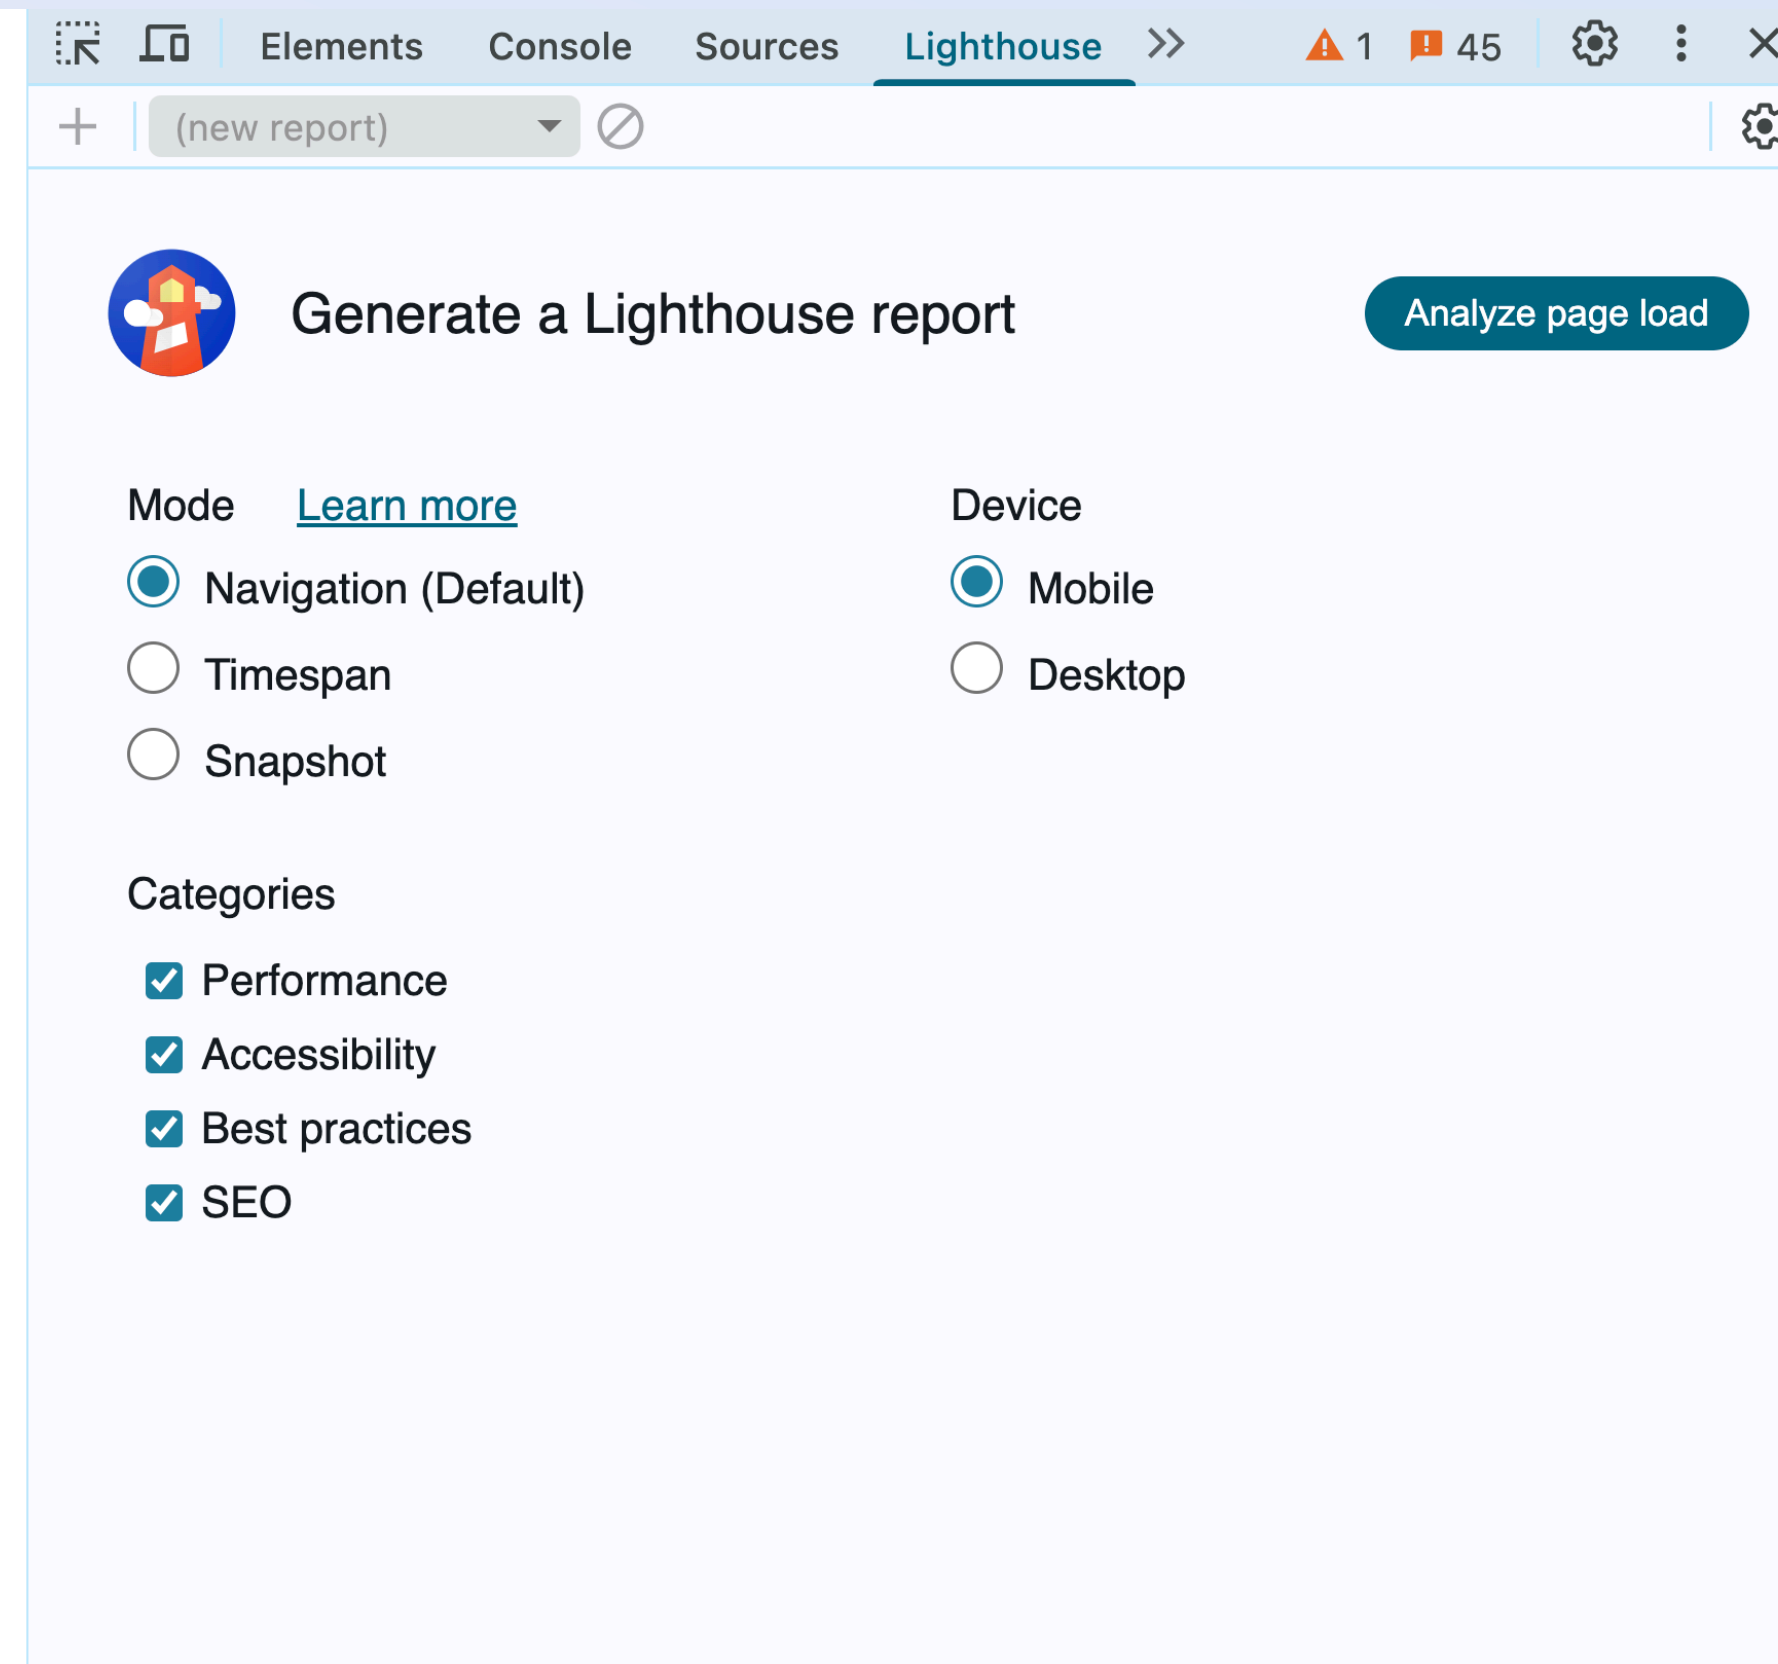 Elements Console Sources Lighthouse 1 45
(new report)
Generate a Lighthouse report Analyze page load
Mode Learn more Device
Navigation (Default) Mobile
Timespan Desktop
Snapshot
Categories
Performance
Accessibility
Best practices
SEO